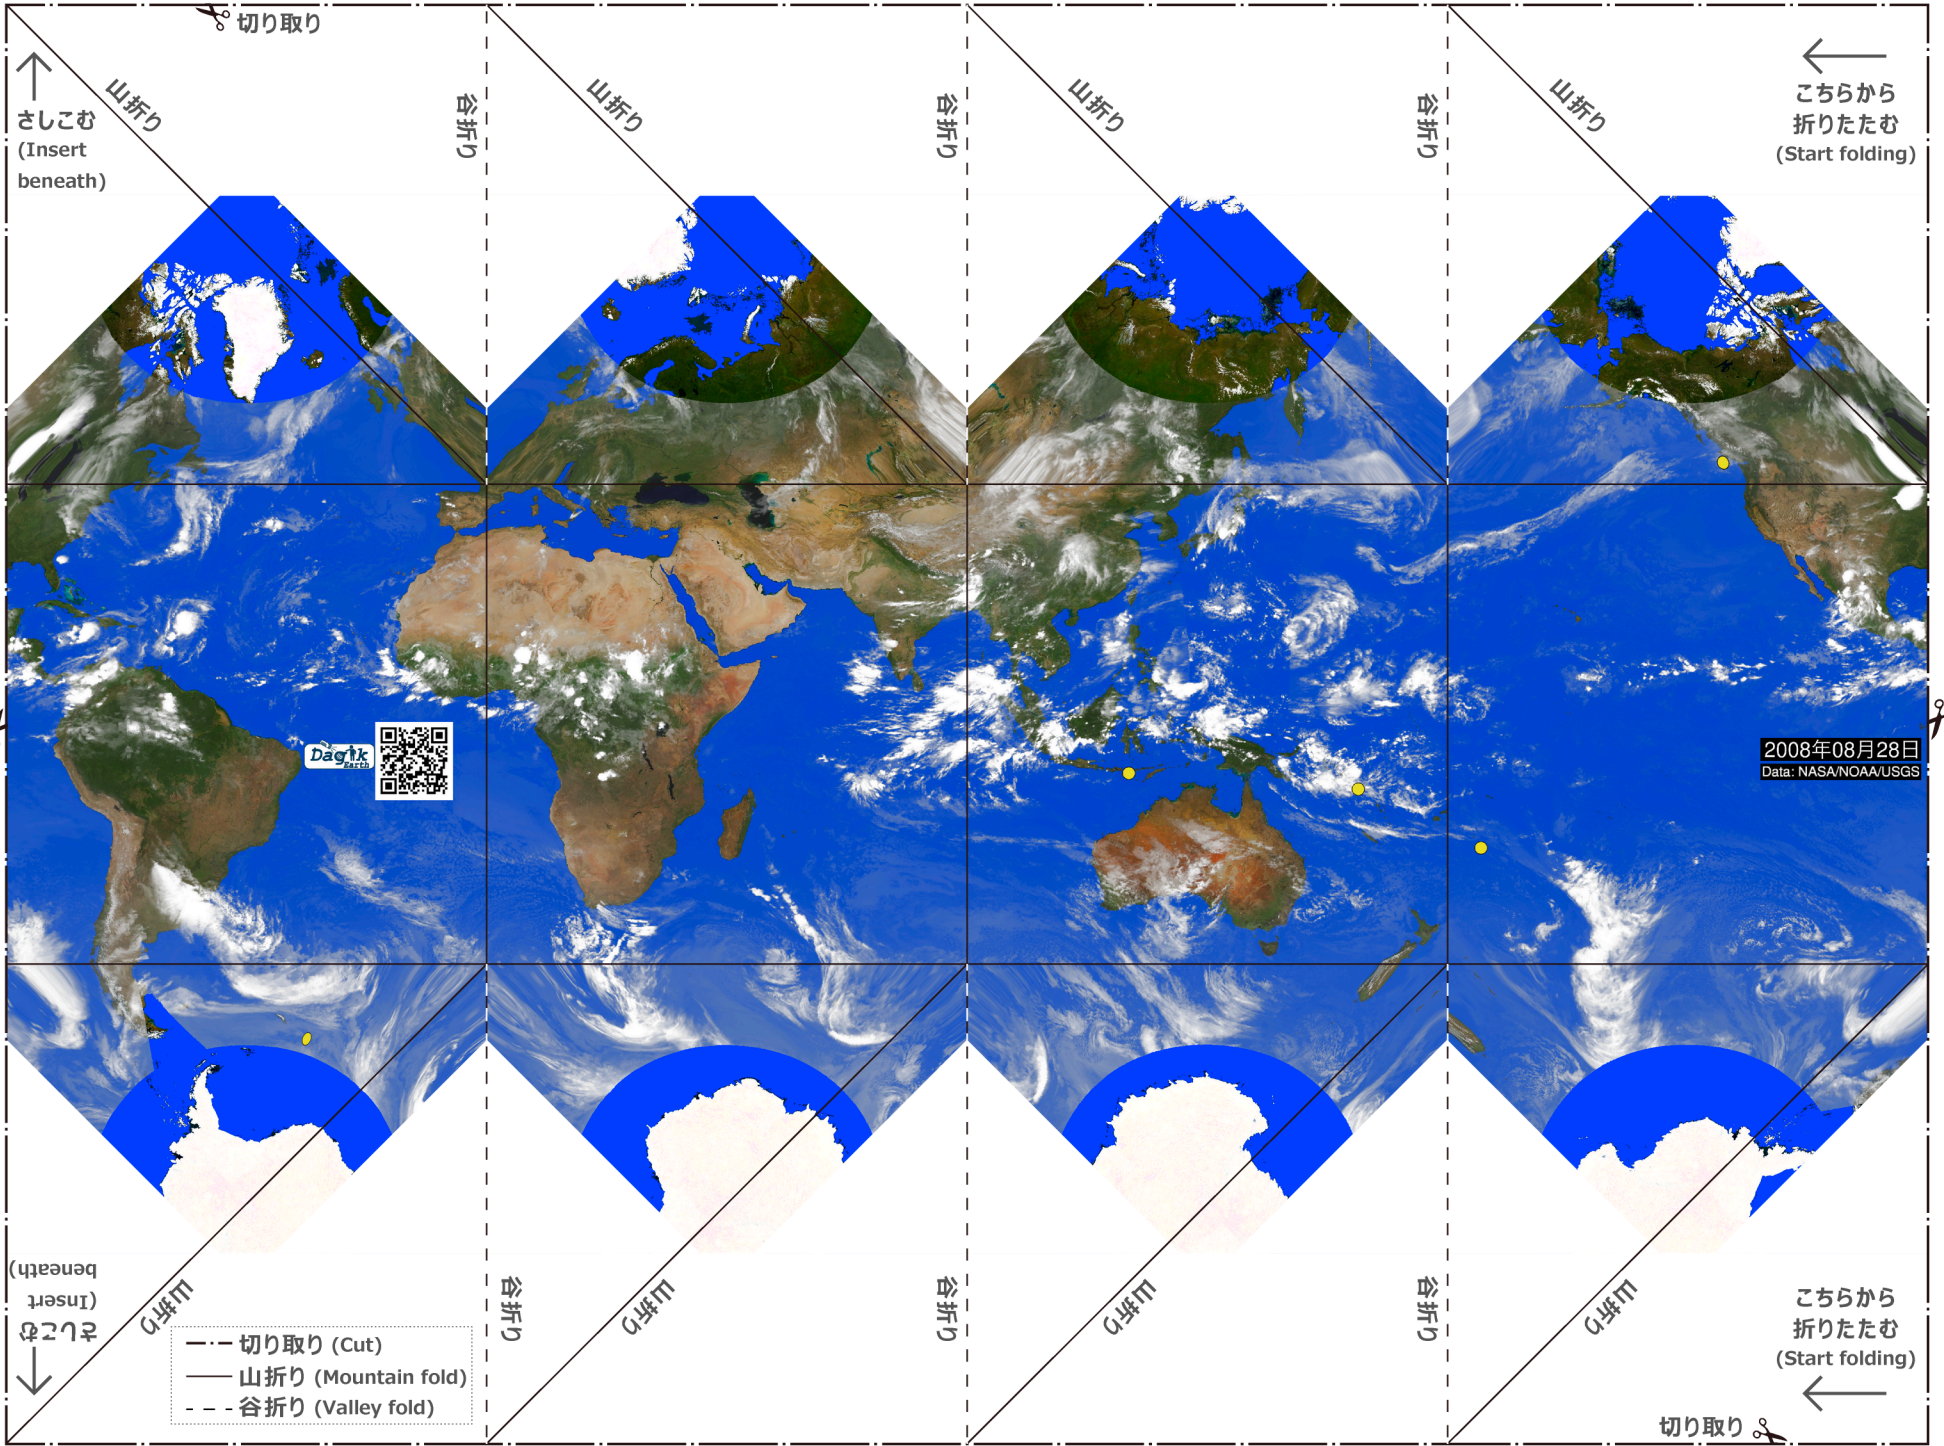 切り取り
さしこむ
(Insert
beneath)
山折り
谷折り
山折り
谷折り
山折り
谷折り
山折り
こちらから
折りたたむ
(Start folding)
Dagik
Earth
2008年08月28日
Data: NASA/NOAA/USGS
さしこむ
(Insert
beneath)
山折り
谷折り
山折り
谷折り
山折り
谷折り
山折り
こちらから
折りたたむ
(Start folding)
切り取り (Cut)
山折り (Mountain fold)
谷折り (Valley fold)
切り取り